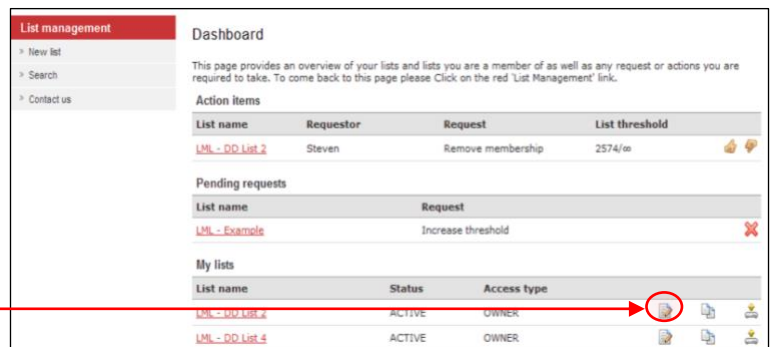 List management
> New list
> Search
> Contact us
Dashboard
This page provides an overview of your lists and lists you are a member of as well as any request or actions you are
required to take. To come back to this page please Click on the red 'List Management' link.
Action items
List name Requestor Request List threshold
LML - DD List 2 Steven Remove membership 2574/∞
Pending requests
List name Request
LML - Example Increase threshold
My lists
List name Status Access type
LML - DD List 2 ACTIVE OWNER
LML - DD List 4 ACTIVE OWNER